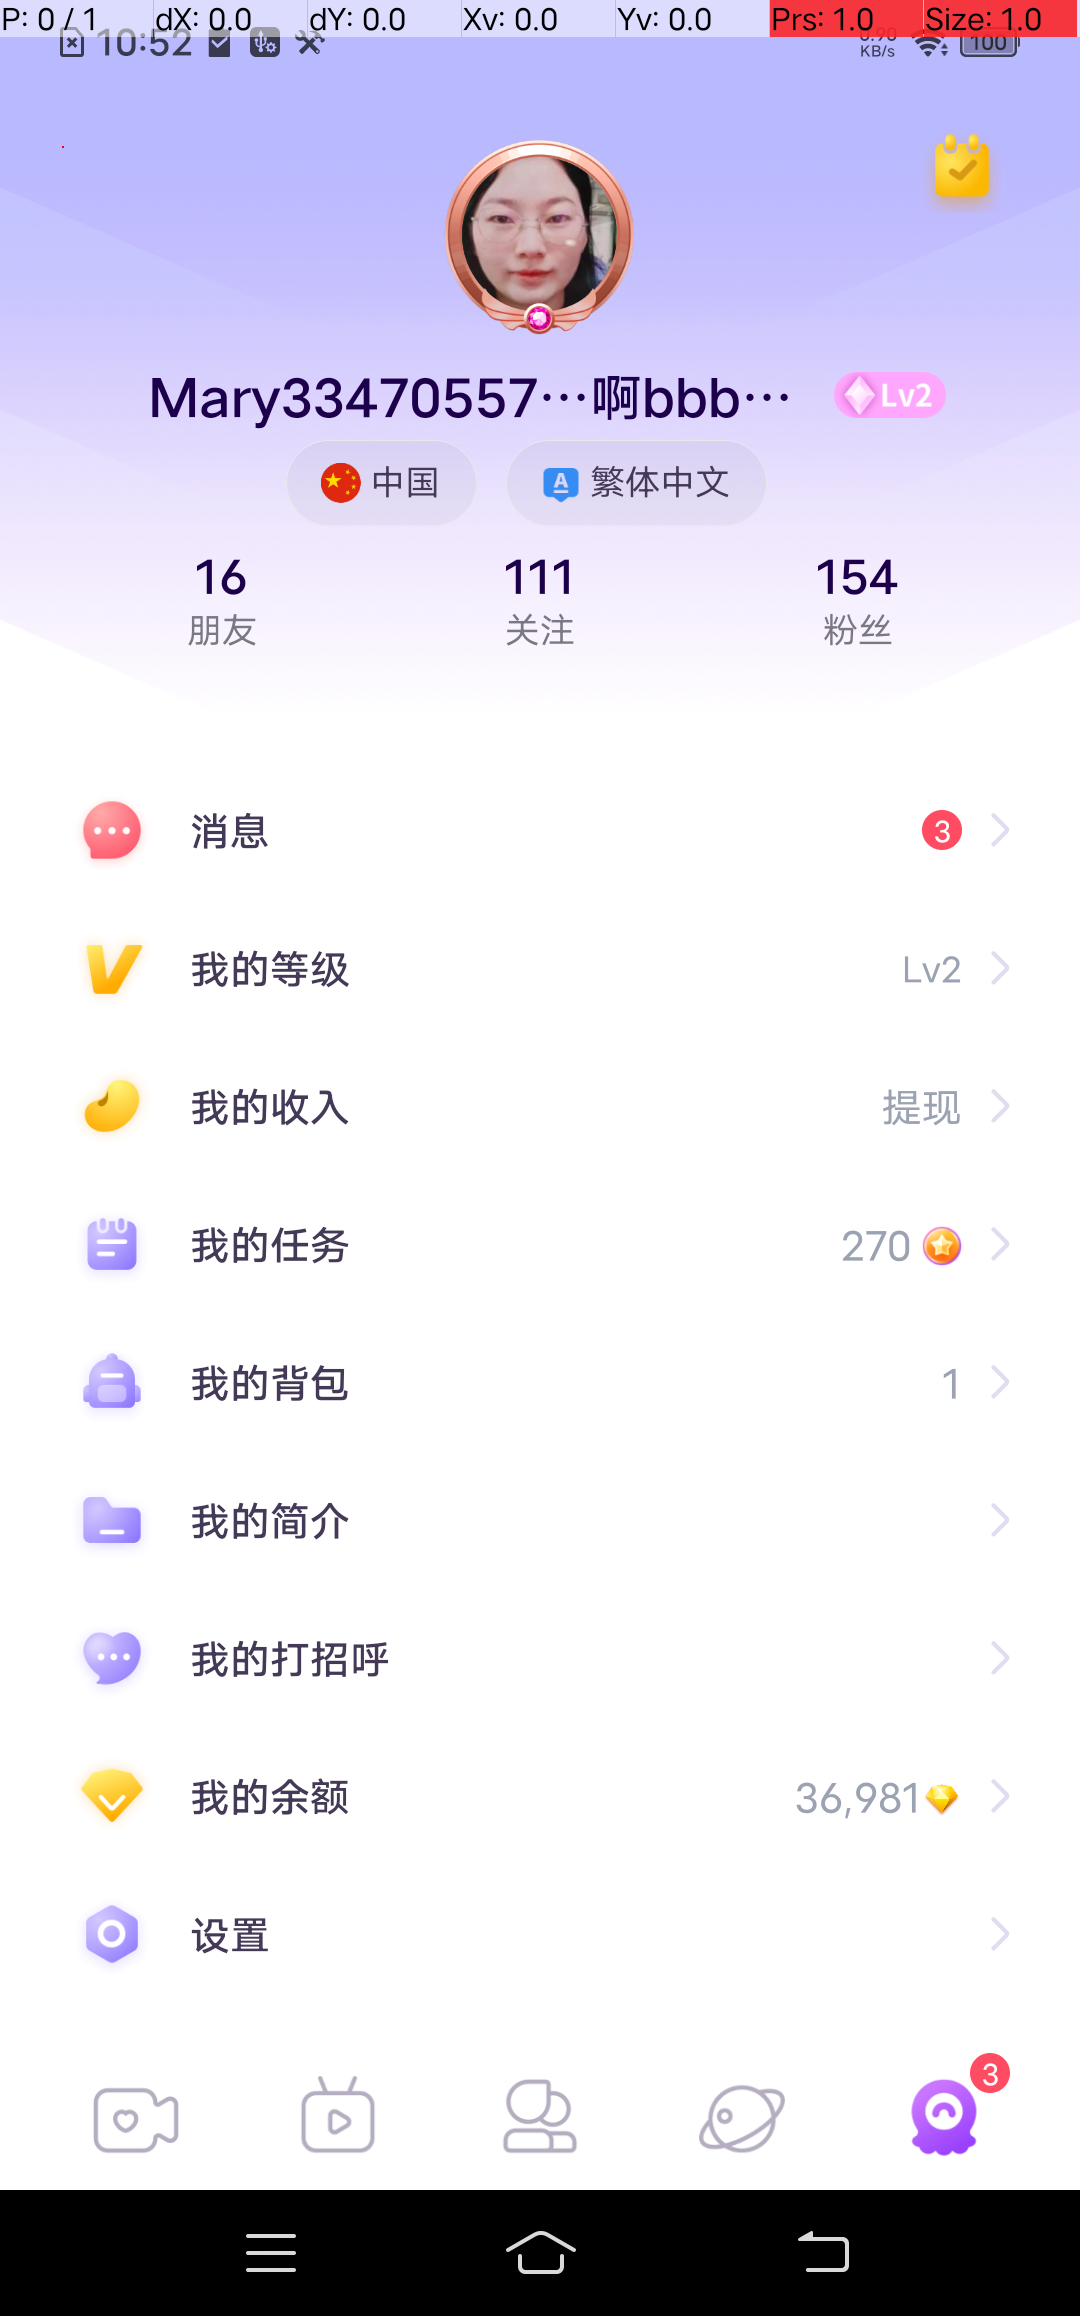 P: 0 / 1 dX: 0.0 dY: 0.0 Xv: 0.0 Yv: 0.0 Prs: 1.0 Size: 1.0
10:52 0.90 KB/s 100
Mary33470557···啊bbb··· Lv2
中国 繁体中文
16 111 154
朋友 关注 粉丝
消息 3
我的等级 Lv2
我的收入 提现
我的任务 270
我的背包 1
我的简介
我的打招呼
我的余额 36,981
设置
3